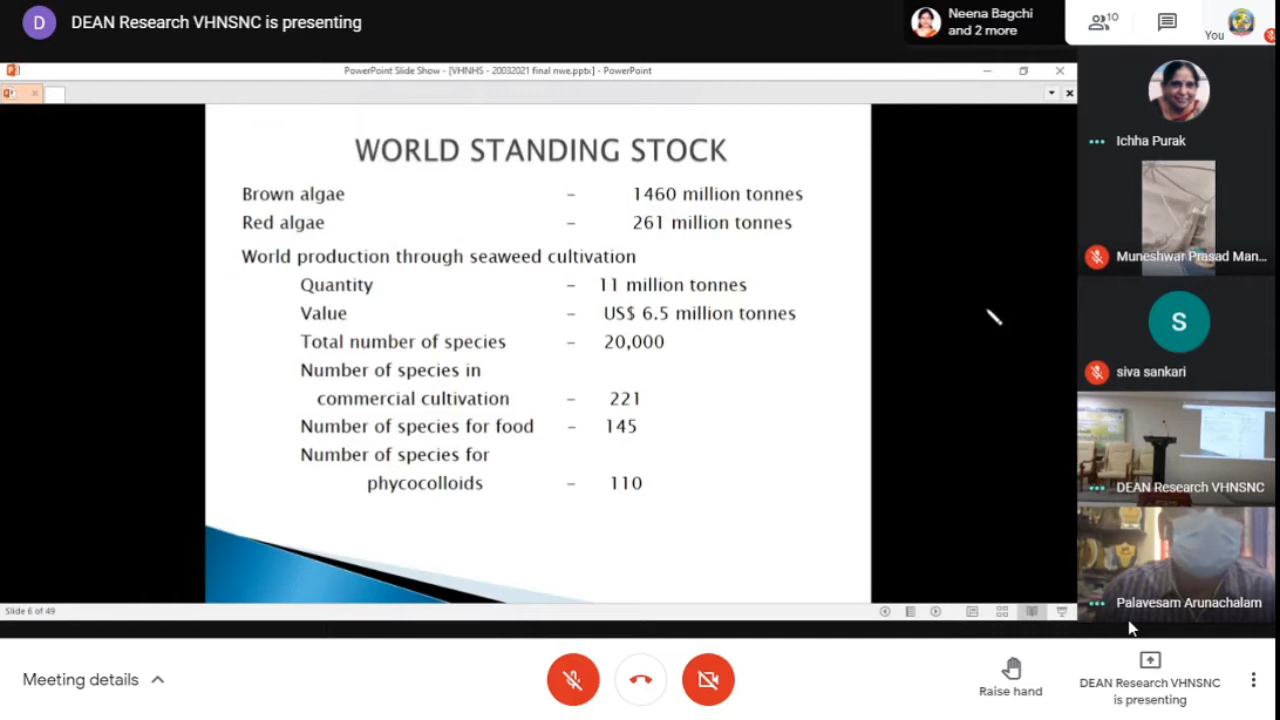 D DEAN Research VHNSNC is presenting
Neena Bagchi
and 2 more
10
You
PowerPoint Slide Show - [VHNHS - 20032021 final nwe.pptx] - PowerPoint
WORLD STANDING STOCK
Brown algae - 1460 million tonnes
Red algae - 261 million tonnes
World production through seaweed cultivation
Quantity - 11 million tonnes
Value - US$ 6.5 million tonnes
Total number of species - 20,000
Number of species in
commercial cultivation - 221
Number of species for food - 145
Number of species for
phycocolloids - 110
Slide 6 of 49
Ichha Purak
Muneshwar Prasad Man...
S
siva sankari
DEAN Research VHNSNC
Palavesam Arunachalam
Meeting details
Raise hand
DEAN Research VHNSNC
is presenting